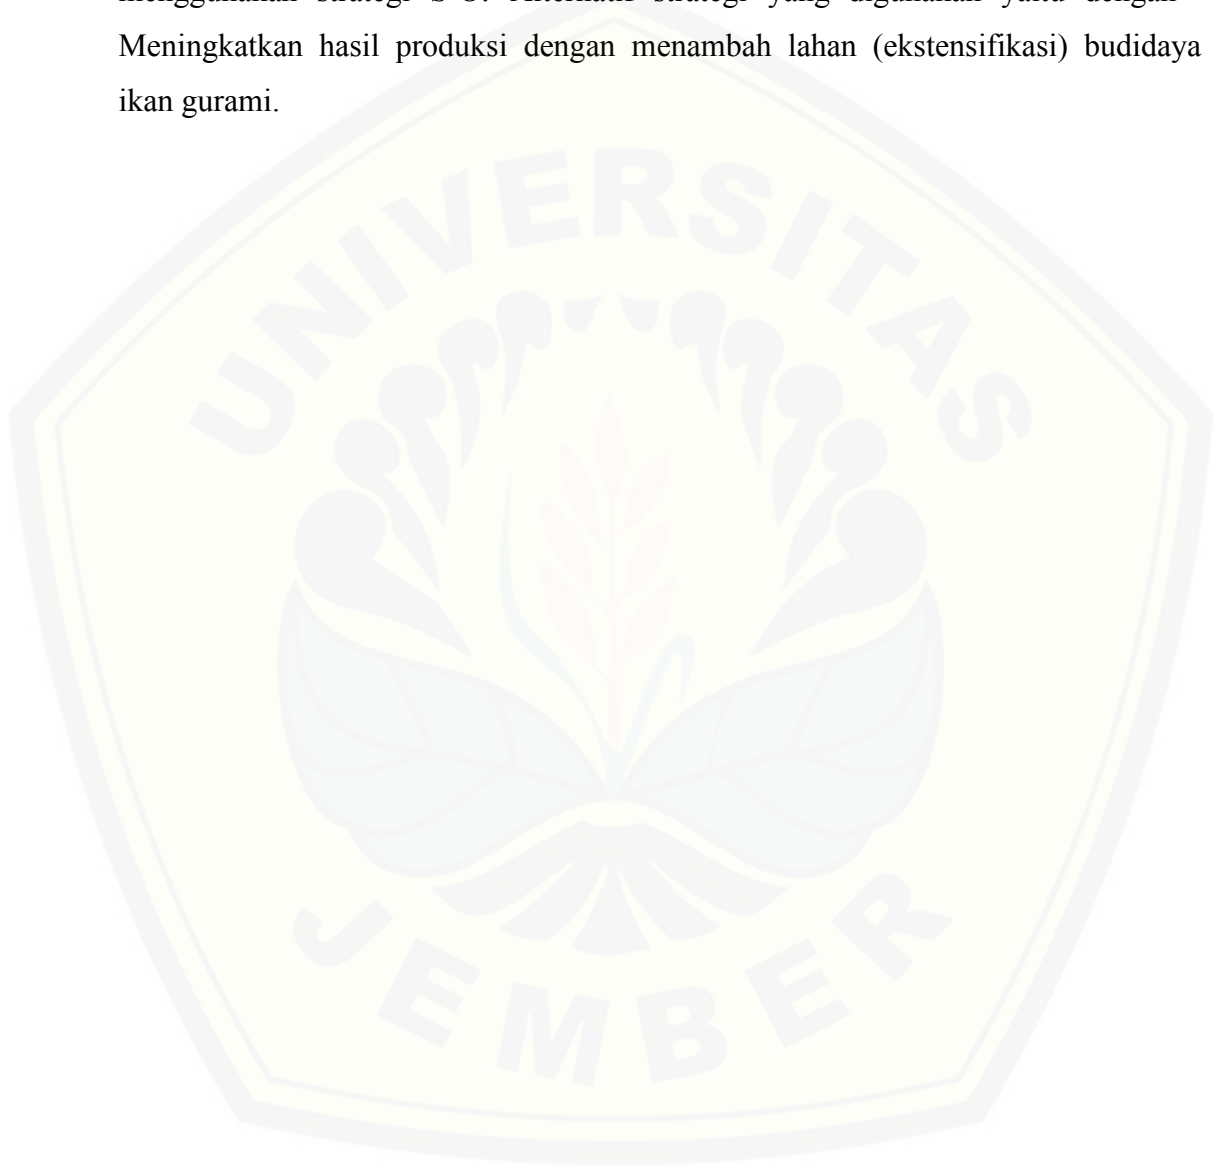 menggunakan strategi S-O. Alternatif strategi yang digunakan yaitu dengan
Meningkatkan hasil produksi dengan menambah lahan (ekstensifikasi) budidaya
ikan gurami.
UNIVERSITAS
JEMBER